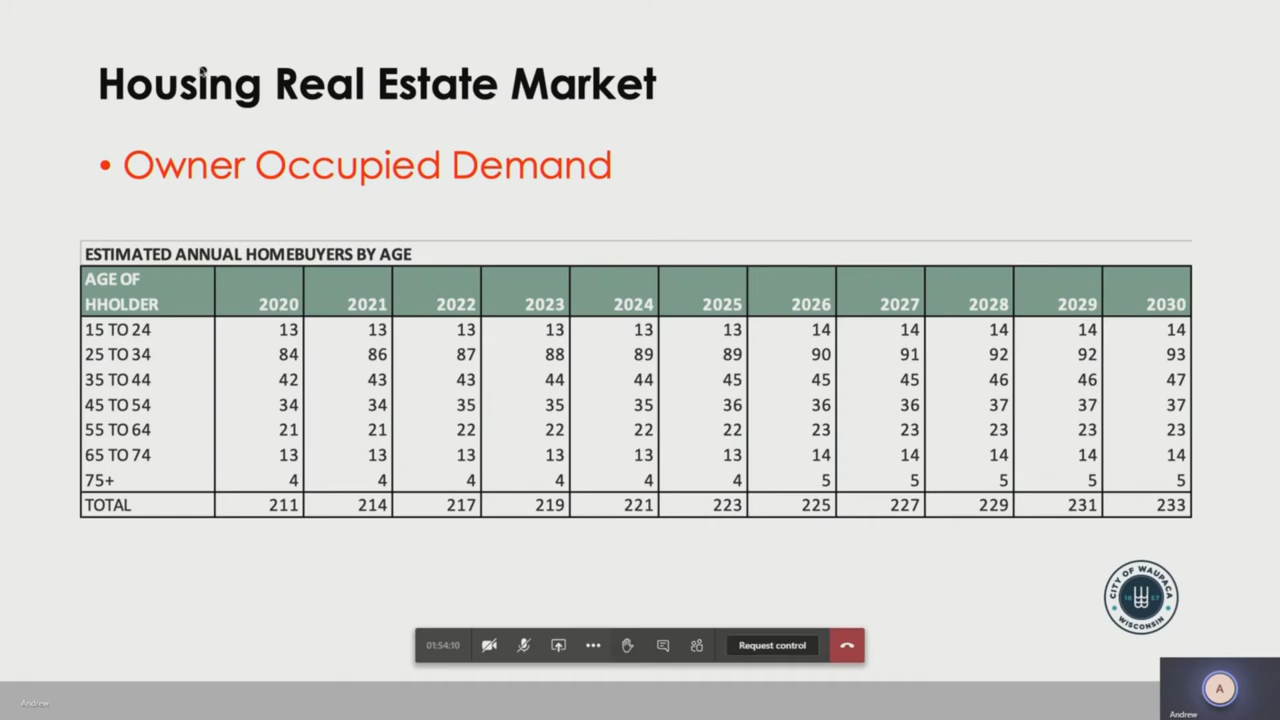 Housing Real Estate Market
• Owner Occupied Demand
ESTIMATED ANNUAL HOMEBUYERS BY AGE
AGE OF HHOLDER 2020 2021 2022 2023 2024 2025 2026 2027 2028 2029 2030
15 TO 24 13 13 13 13 13 13 14 14 14 14 14
25 TO 34 84 86 87 88 89 89 90 91 92 92 93
35 TO 44 42 43 43 44 44 45 45 45 46 46 47
45 TO 54 34 34 35 35 35 36 36 36 37 37 37
55 TO 64 21 21 22 22 22 22 23 23 23 23 23
65 TO 74 13 13 13 13 13 13 14 14 14 14 14
75+ 4 4 4 4 4 4 5 5 5 5 5
TOTAL 211 214 217 219 221 223 225 227 229 231 233
CITY OF WAUPACA
18 57
WISCONSIN
01:54:10 Request control
A
Andrew
Andrew